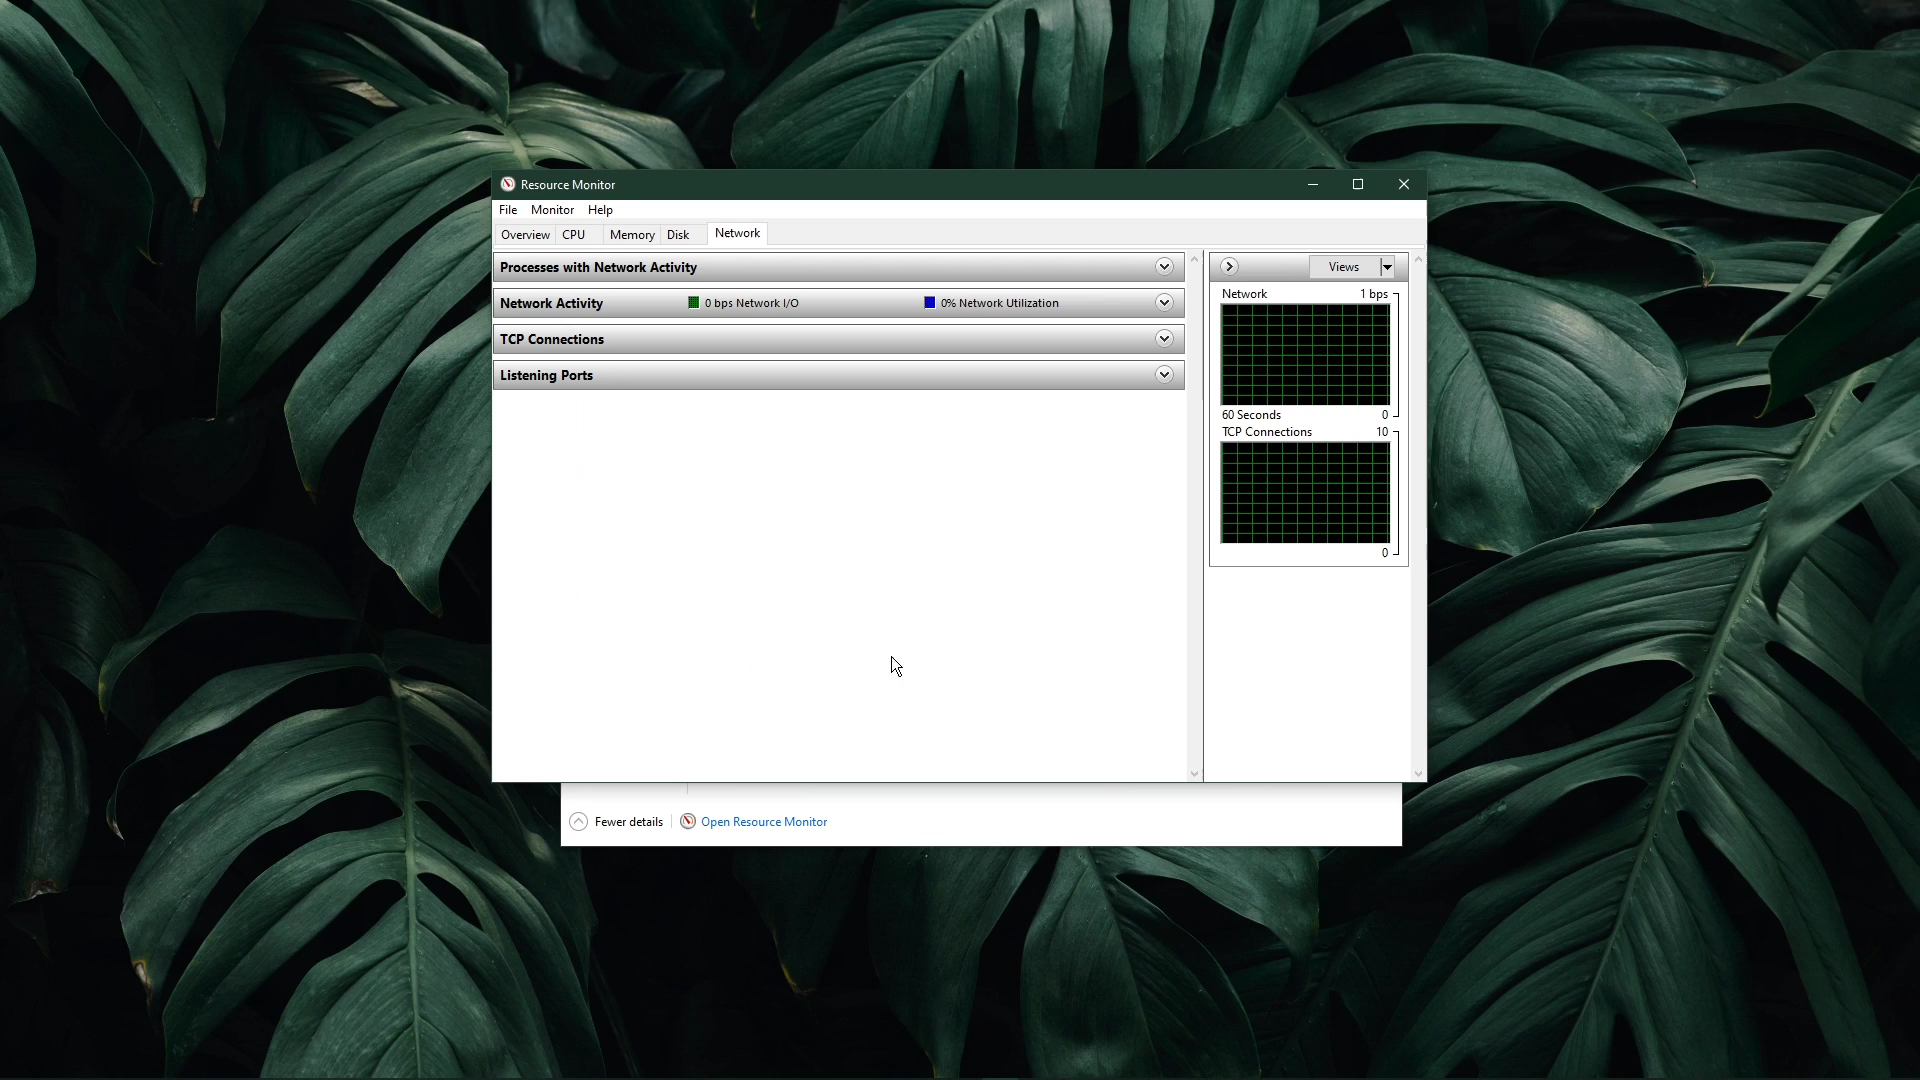 Resource Monitor
File Monitor Help
Overview CPU Memory Disk Network
Processes with Network Activity
Network Activity 0 bps Network I/O 0% Network Utilization
TCP Connections
Listening Ports
Views
Network 1 bps
60 Seconds 0
TCP Connections 10
0
Fewer details Open Resource Monitor